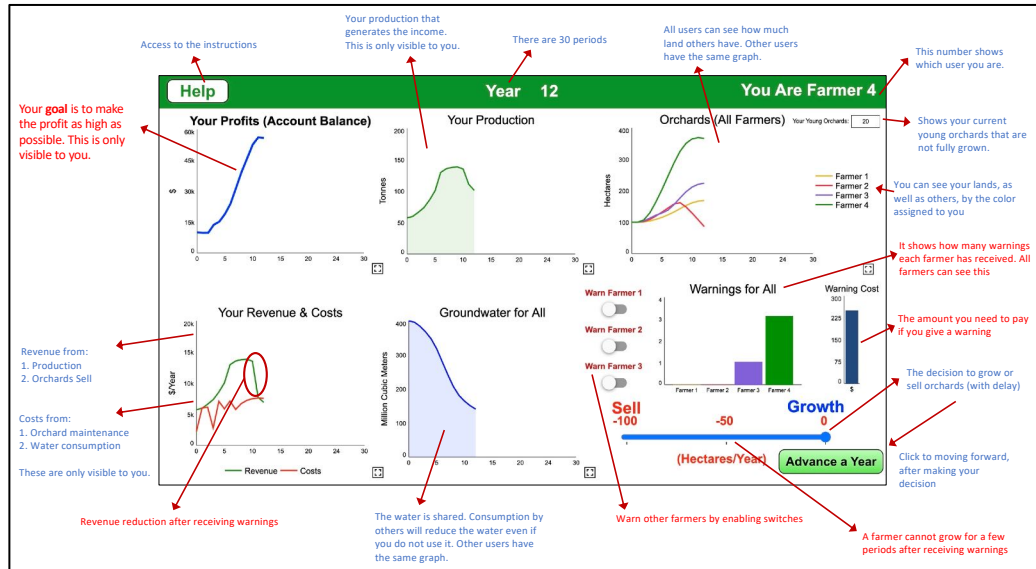 Your production that
generates the income.
This is only visible to you.
There are 30 periods
All users can see how much
land others have. Other users
have the same graph.
Access to the instructions
This number shows
which user you are.
Help
Year 12
You Are Farmer 4
Your goal is to make
the profit as high as
possible. This is only
visible to you.
Your Profits (Account Balance)
60k
45k
30k
15k
0
$
0 5 10 15 20 25 30
Your Production
200
150
100
50
0
Tonnes
0 5 10 15 20 25 30
Orchards (All Farmers)
Your Young Orchards: 20
400
300
200
100
0
Hectares
0 5 10 15 20 25 30
Farmer 1
Farmer 2
Farmer 3
Farmer 4
Shows your current
young orchards that are
not fully grown.
You can see your lands, as
well as others, by the color
assigned to you
It shows how many warnings
each farmer has received. All
farmers can see this
Your Revenue & Costs
20k
15k
10k
5k
0
$/Year
0 5 10 15 20 25 30
Revenue Costs
Groundwater for All
400
300
200
100
0
Million Cubic Meters
0 5 10 15 20 25 30
Warn Farmer 1
Warn Farmer 2
Warn Farmer 3
Warnings for All
4
3
2
1
0
Farmer 1 Farmer 2 Farmer 3 Farmer 4
Warning Cost
300
225
150
75
0
$
The amount you need to pay
if you give a warning
Revenue from:
1. Production
2. Orchards Sell
Costs from:
1. Orchard maintenance
2. Water consumption
These are only visible to you.
The decision to grow or
sell orchards (with delay)
Sell Growth
-100 -50 0
(Hectares/Year)
Advance a Year
Click to moving forward,
after making your
decision
Revenue reduction after receiving warnings
The water is shared. Consumption by
others will reduce the water even if
you do not use it. Other users have
the same graph.
Warn other farmers by enabling switches
A farmer cannot grow for a few
periods after receiving warnings